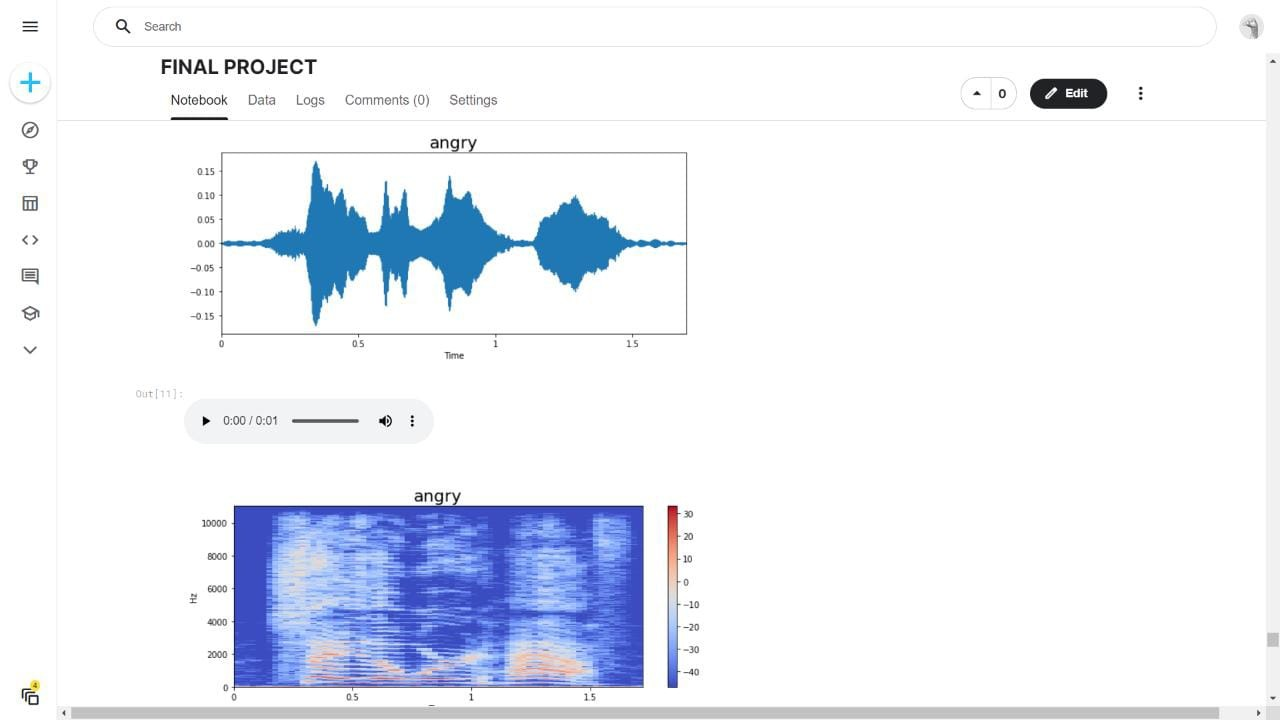 Search
FINAL PROJECT
Notebook Data Logs Comments (0) Settings
0 Edit
angry
0.15
0.10
0.05
0.00
−0.05
−0.10
−0.15
0 0.5 1 1.5
Time
Out[11]:
0:00 / 0:01
angry
10000
8000
6000
4000
2000
0
Hz
0 0.5 1 1.5
30
20
10
0
−10
−20
−30
−40
4